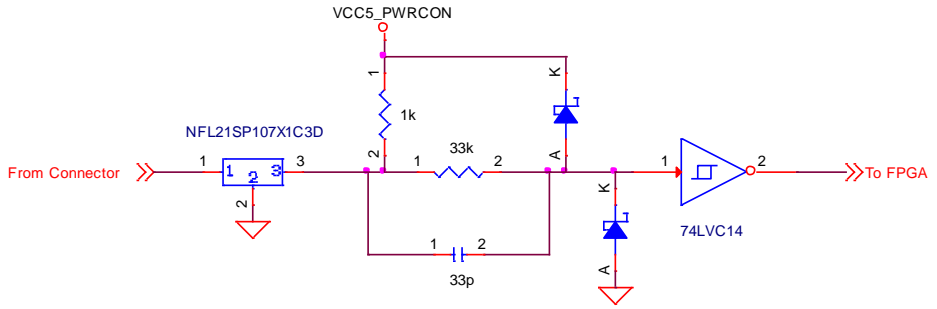 VCC5_PWRCON
1
K
1k
NFL21SP107X1C3D
33k
2
A
From Connector
1
1
2
3
3
1
2
1
2
To FPGA
2
K
74LVC14
1
2
A
33p